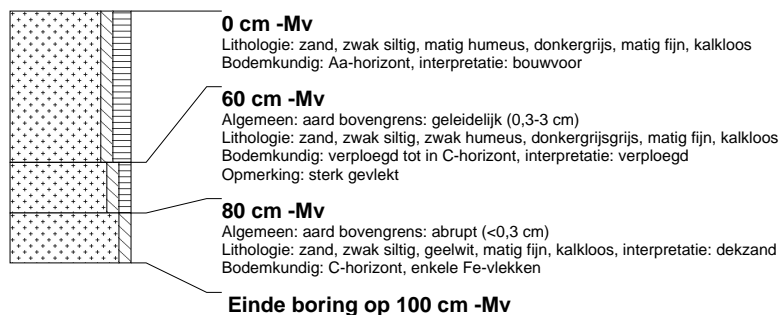 0 cm -Mv
Lithologie: zand, zwak siltig, matig humeus, donkergrijs, matig fijn, kalkloos
Bodemkundig: Aa-horizont, interpretatie: bouwvoor
60 cm -Mv
Algemeen: aard bovengrens: geleidelijk (0,3-3 cm)
Lithologie: zand, zwak siltig, zwak humeus, donkergrijsgrijs, matig fijn, kalkloos
Bodemkundig: verploegd tot in C-horizont, interpretatie: verploegd
Opmerking: sterk gevlekt
80 cm -Mv
Algemeen: aard bovengrens: abrupt (<0,3 cm)
Lithologie: zand, zwak siltig, geelwit, matig fijn, kalkloos, interpretatie: dekzand
Bodemkundig: C-horizont, enkele Fe-vlekken
Einde boring op 100 cm -Mv